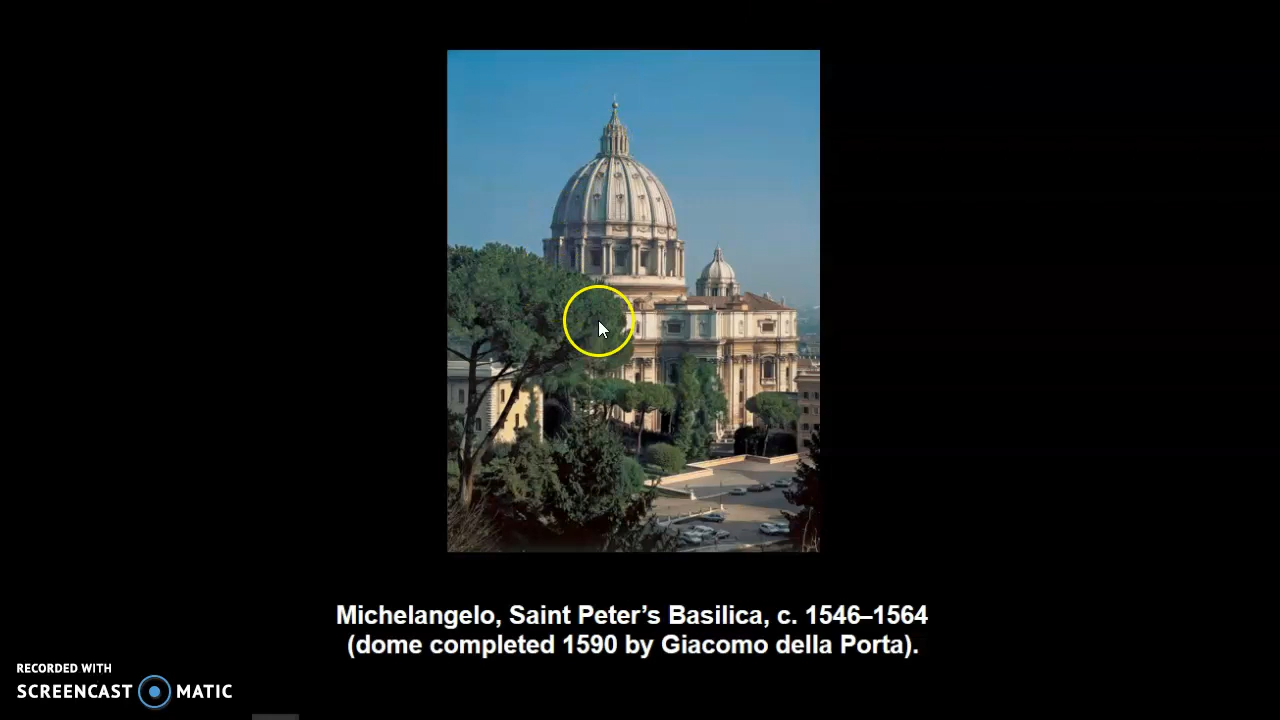 Michelangelo, Saint Peter’s Basilica, c. 1546–1564
(dome completed 1590 by Giacomo della Porta).
RECORDED WITH
SCREENCAST MATIC